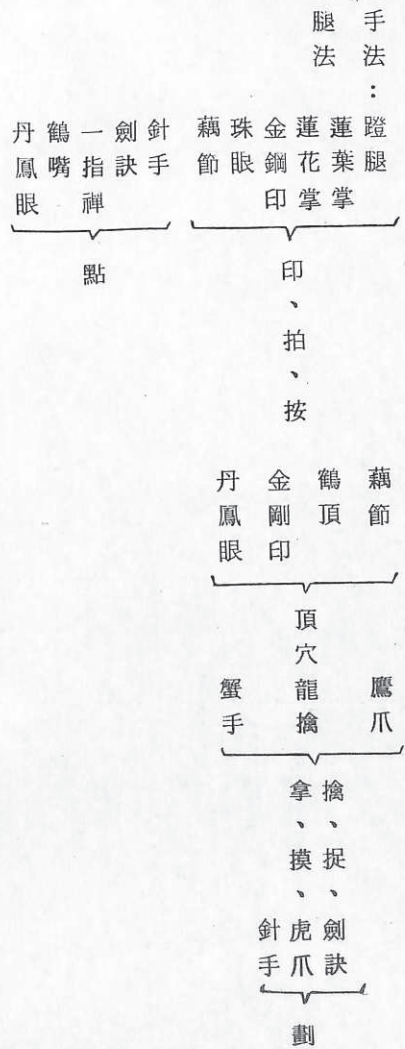 手法：蹬腿
腿法
蓮葉掌
蓮花掌
金鋼印
珠眼
藕節
印、拍、按
針手
劍訣
一指禪
鶴嘴
丹鳳眼
點
藕節
鶴頂
金剛印
丹鳳眼
頂穴
鷹爪
龍擒
蟹手
擒、捉、
拿、摸、
劍訣
虎爪
針手
劃